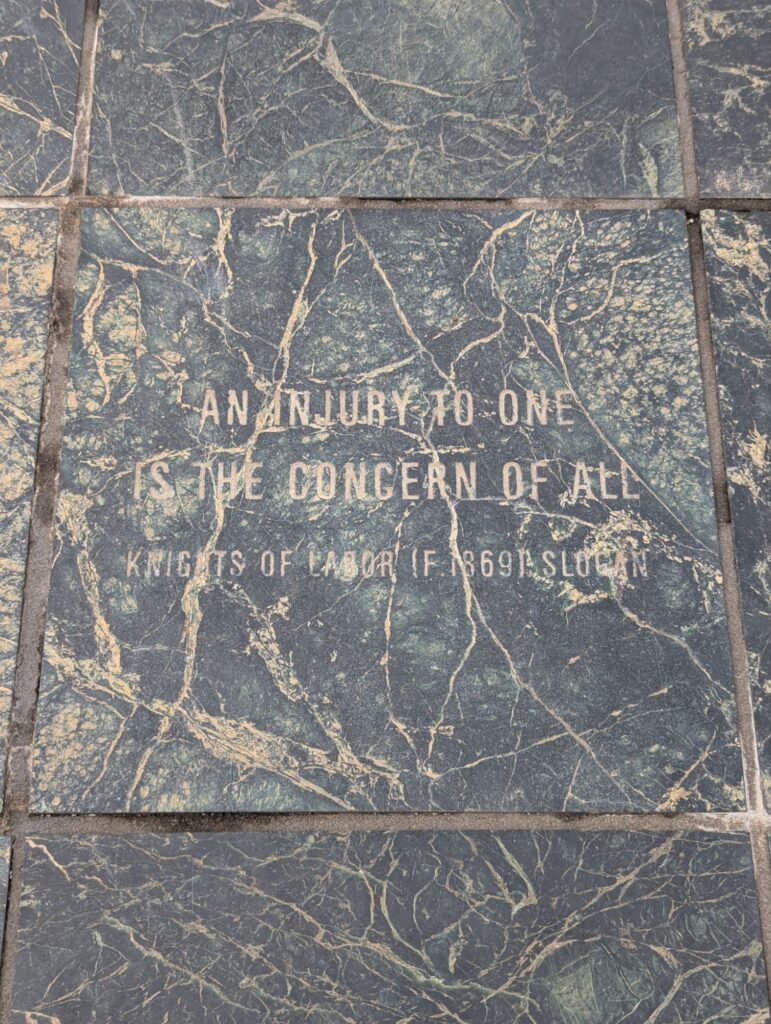 AN INJURY TO ONE
IS THE CONCERN OF ALL
KNIGHTS OF LABOR (F. 1869) SLOGAN